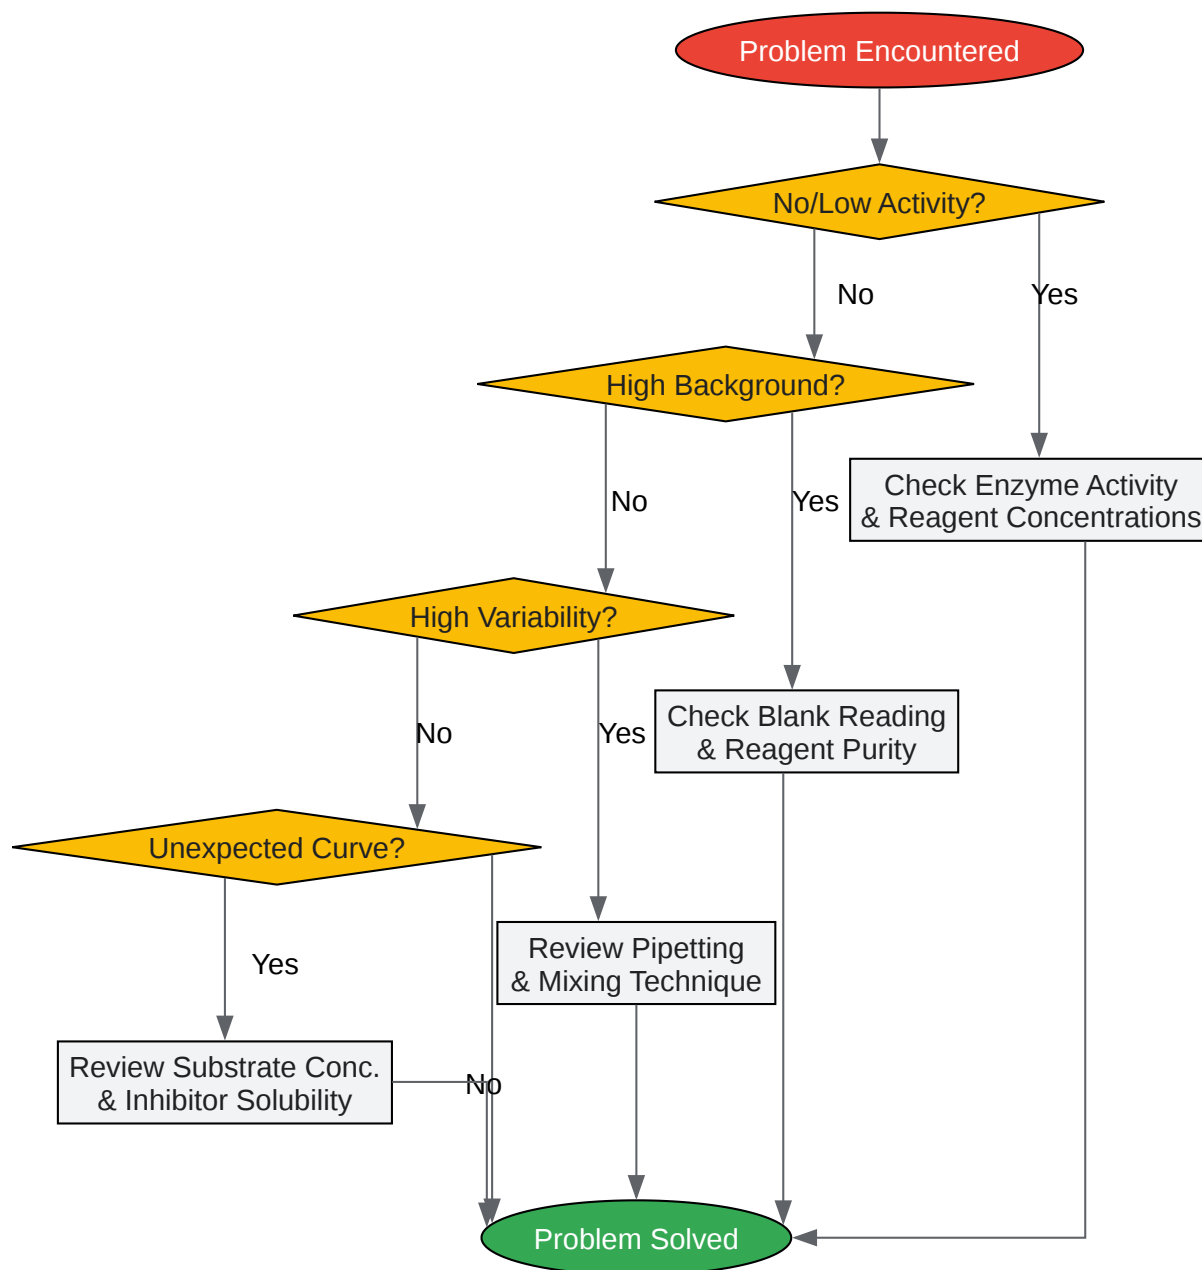 Problem Encountered
No/Low Activity?
No
Yes
High Background?
No
Yes
Check Enzyme Activity
& Reagent Concentrations
High Variability?
No
Yes
Check Blank Reading
& Reagent Purity
Unexpected Curve?
Yes
Review Pipetting
& Mixing Technique
Review Substrate Conc.
& Inhibitor Solubility
No
Problem Solved